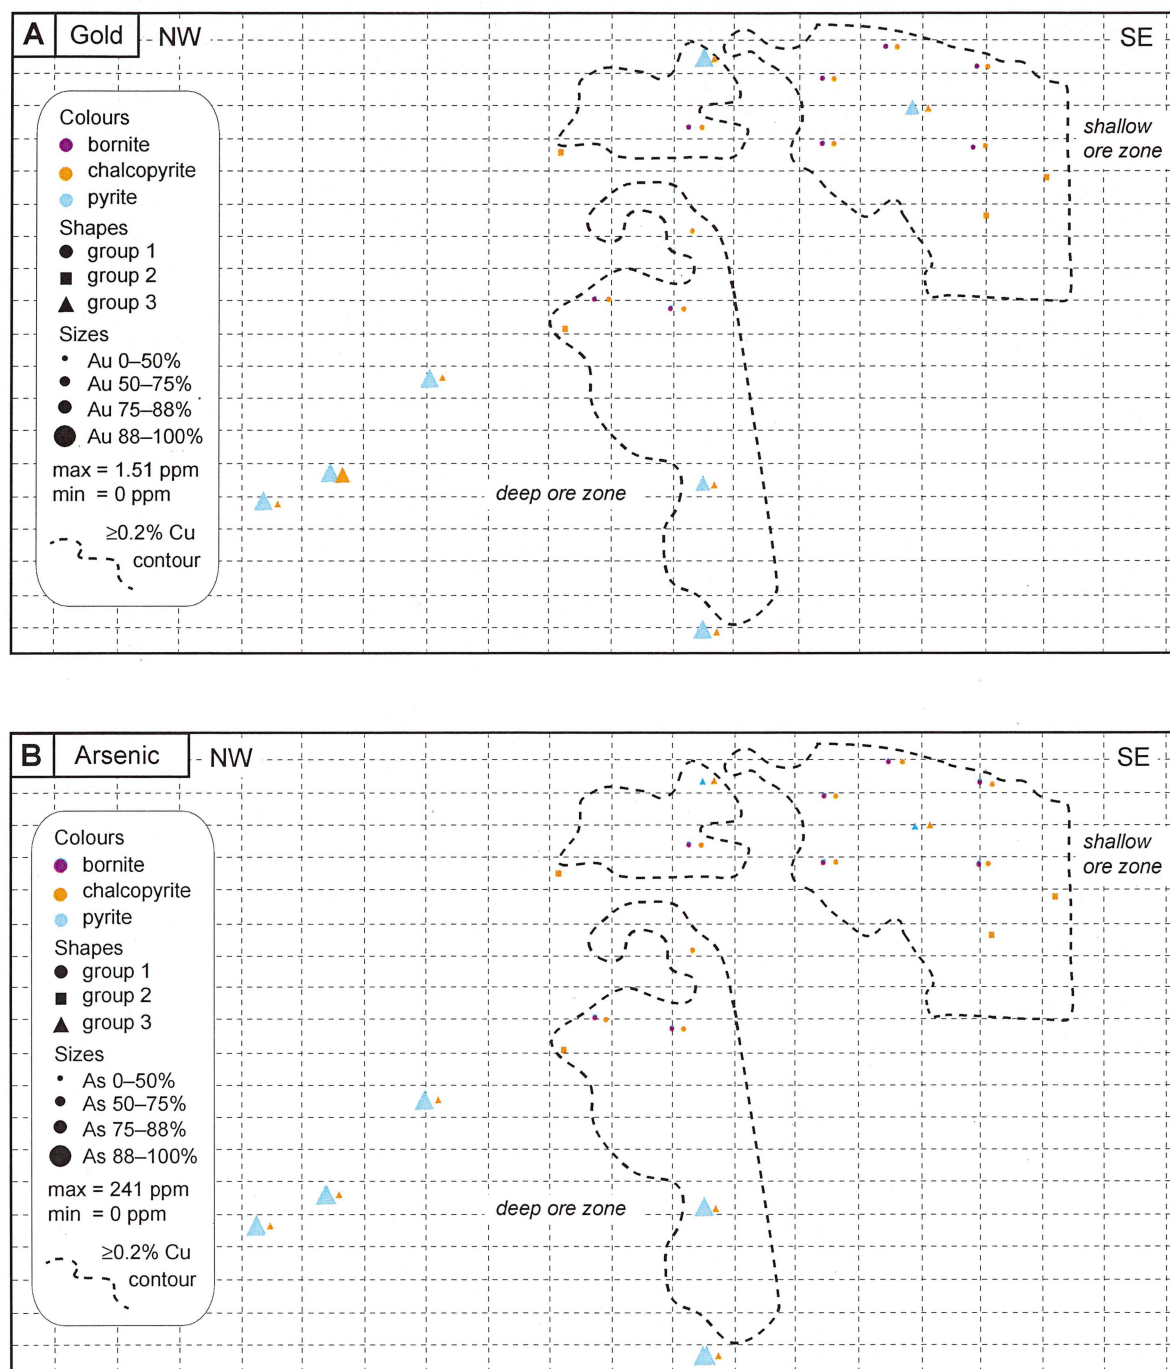 A Gold NW SE
Colours
bornite
chalcopyrite
pyrite
Shapes
group 1
group 2
group 3
Sizes
Au 0–50%
Au 50–75%
Au 75–88%
Au 88–100%
max = 1.51 ppm
min = 0 ppm
≥0.2% Cu
contour
shallow
ore zone
deep ore zone
B Arsenic NW SE
Colours
bornite
chalcopyrite
pyrite
Shapes
group 1
group 2
group 3
Sizes
As 0–50%
As 50–75%
As 75–88%
As 88–100%
max = 241 ppm
min = 0 ppm
≥0.2% Cu
contour
shallow
ore zone
deep ore zone